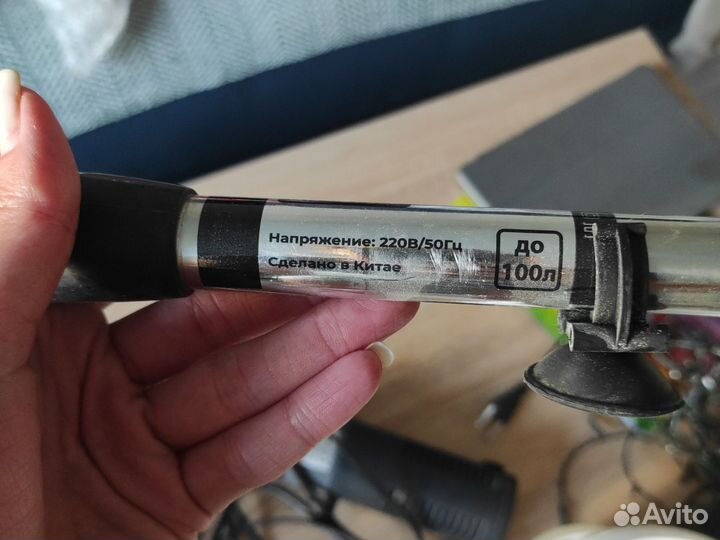 Напряжение: 220В/50Гц
Сделано в Китае
до
100л
Avito